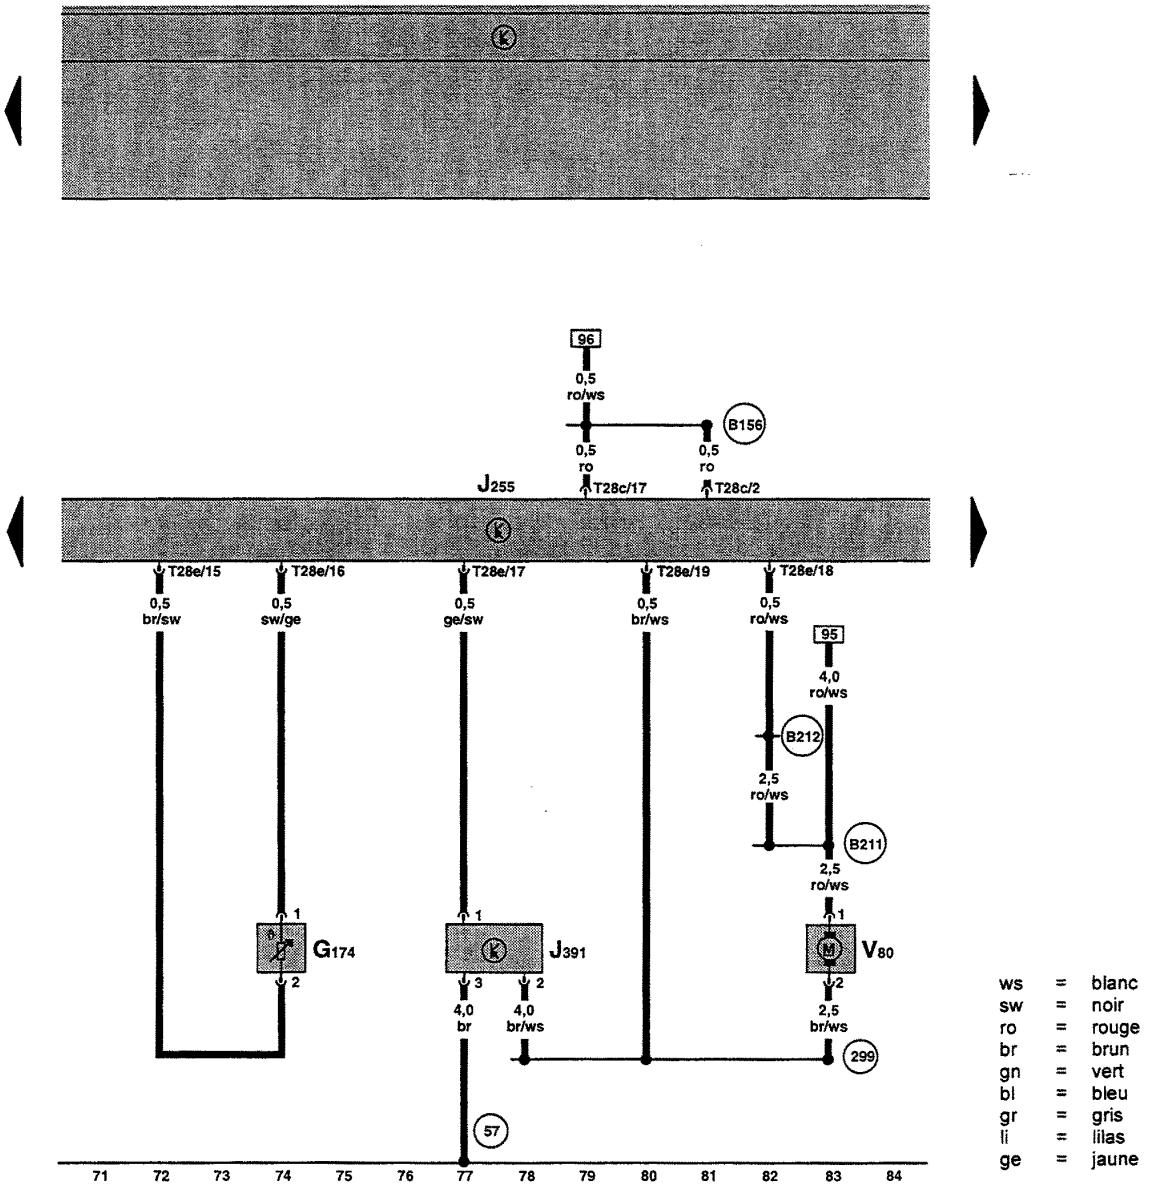 k
96
0,5
ro/ws
B156
0,5
ro
0,5
ro
J255
T28c/17
T28c/2
k
T28e/15
T28e/16
T28e/17
T28e/19
T28e/18
0,5
br/sw
0,5
sw/ge
0,5
ge/sw
0,5
br/ws
0,5
ro/ws
95
4,0
ro/ws
B212
2,5
ro/ws
B211
2,5
ro/ws
1
1
1
G174
k
J391
M
V80
2
3
2
2
4,0
br
4,0
br/ws
2,5
br/ws
299
57
71 72 73 74 75 76 77 78 79 80 81 82 83 84
ws = blanc
sw = noir
ro = rouge
br = brun
gn = vert
bl = bleu
gr = gris
li = lilas
ge = jaune